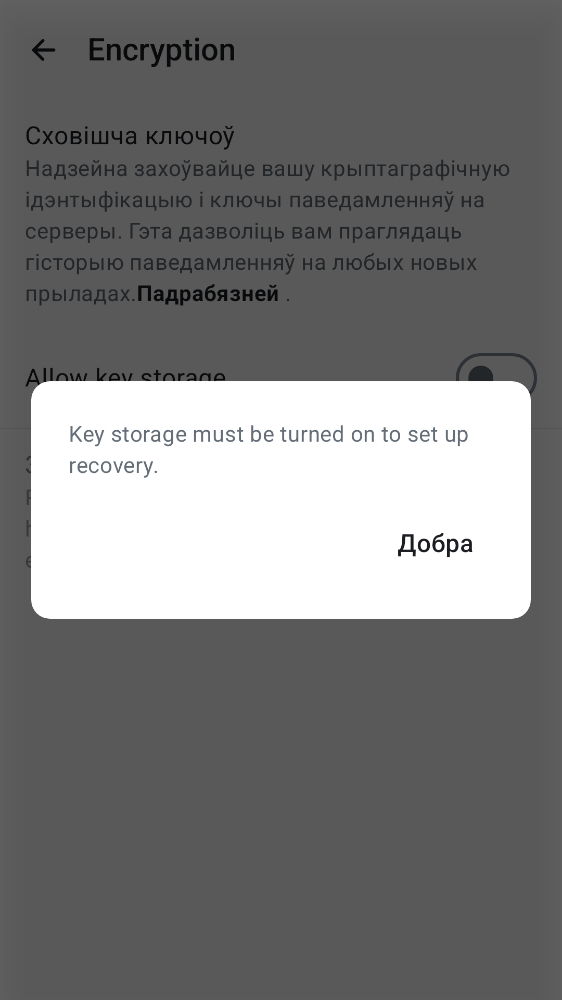 Encryption
Сховішча ключоў
Надзейна захоўвайце вашу крыптаграфічную
ідэнтыфікацыю і ключы паведамленняў на
серверы. Гэта дазволіць вам праглядаць
гісторыю паведамленняў на любых новых
прыладах.Падрабязней .
Allow key storage
Key storage must be turned on to set up
recovery.
Добра